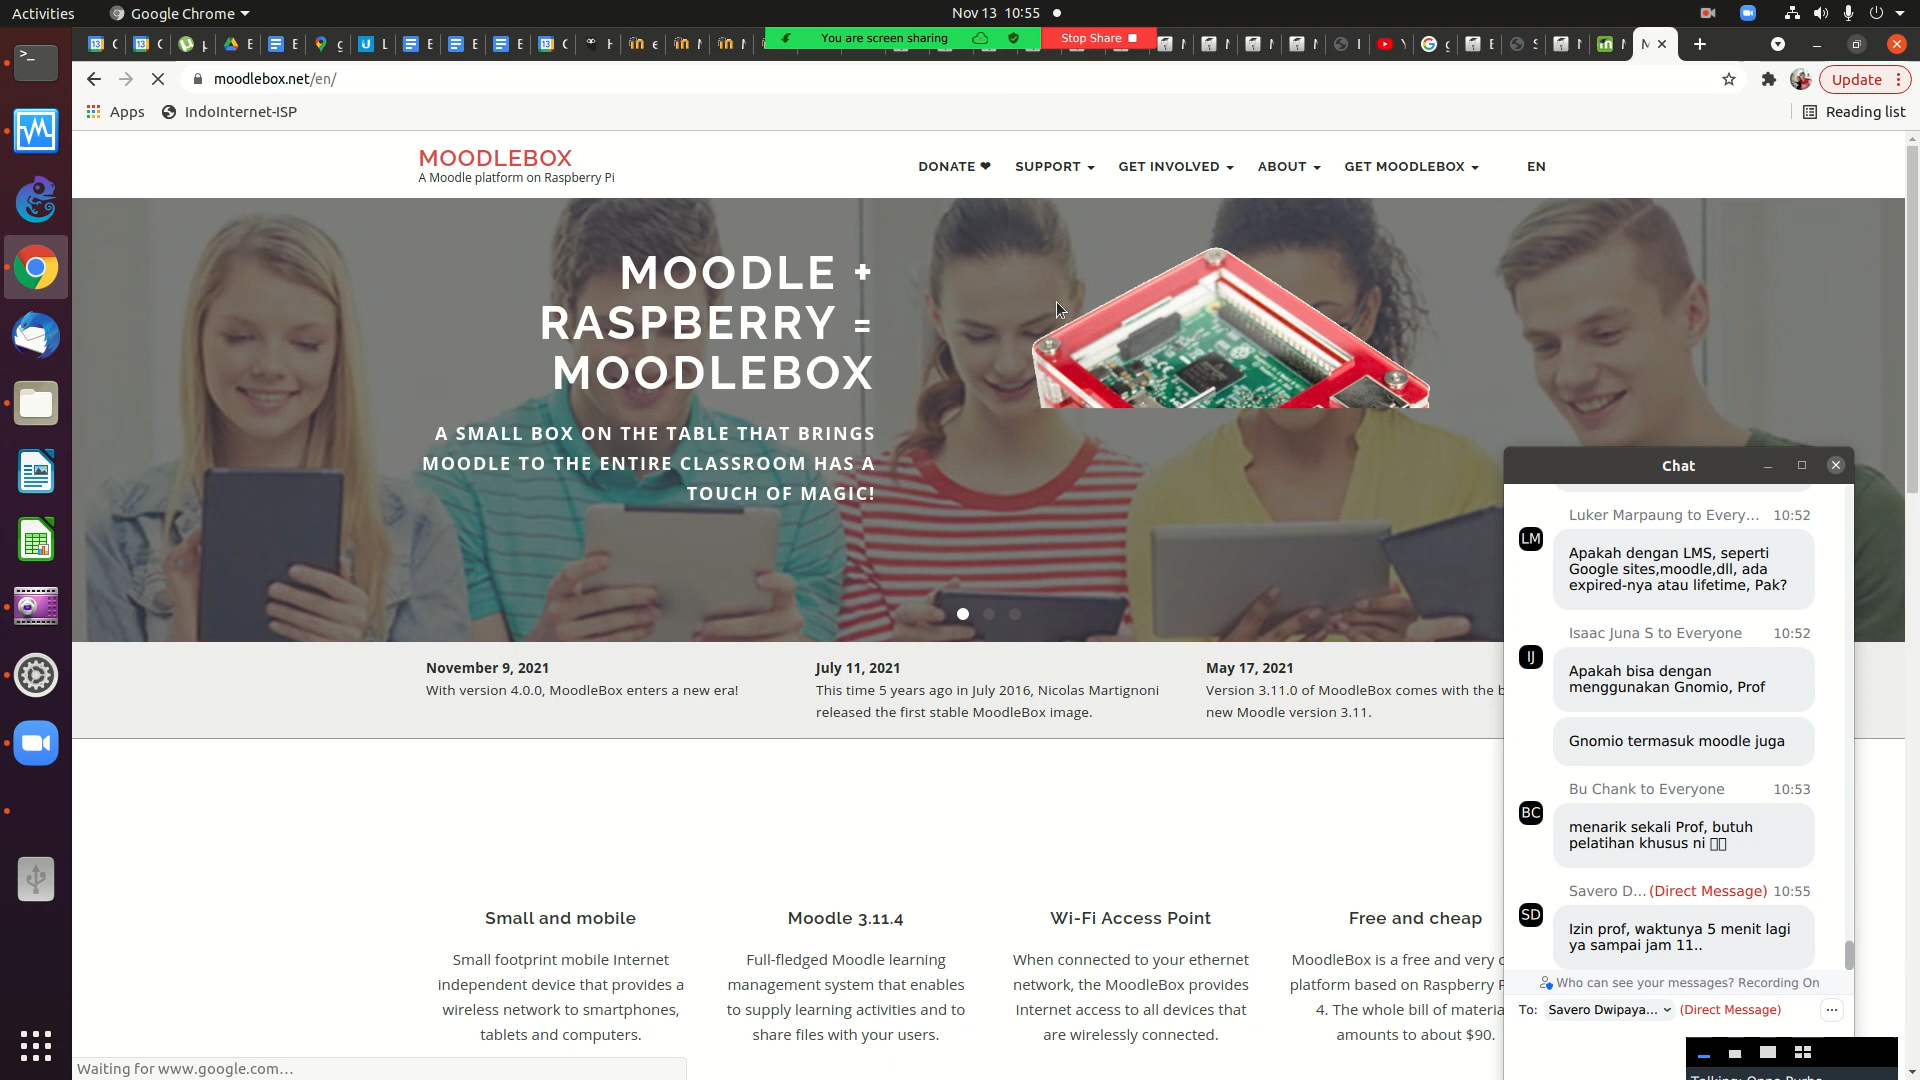 Activities
Google Chrome
Nov 13 10:55
You are screen sharing
Stop Share
moodlebox.net/en/
Update
Apps
IndoInternet-ISP
Reading list
MOODLEBOX
A Moodle platform on Raspberry Pi
DONATE ❤
SUPPORT
GET INVOLVED
ABOUT
GET MOODLEBOX
EN
MOODLE +
RASPBERRY =
MOODLEBOX
A SMALL BOX ON THE TABLE THAT BRINGS
MOODLE TO THE ENTIRE CLASSROOM HAS A
TOUCH OF MAGIC!
November 9, 2021
With version 4.0.0, MoodleBox enters a new era!
July 11, 2021
This time 5 years ago in July 2016, Nicolas Martignoni
released the first stable MoodleBox image.
May 17, 2021
Version 3.11.0 of MoodleBox comes with the b
new Moodle version 3.11.
Small and mobile
Small footprint mobile Internet
independent device that provides a
wireless network to smartphones,
tablets and computers.
Moodle 3.11.4
Full-fledged Moodle learning
management system that enables
to supply learning activities and to
share files with your users.
Wi-Fi Access Point
When connected to your ethernet
network, the MoodleBox provides
Internet access to all devices that
are wirelessly connected.
Free and cheap
MoodleBox is a free and very c
platform based on Raspberry P
4. The whole bill of materia
amounts to about $90.
Chat
Luker Marpaung to Every... 10:52
LM
Apakah dengan LMS, seperti
Google sites,moodle,dll, ada
expired-nya atau lifetime, Pak?
Isaac Juna S to Everyone 10:52
IJ
Apakah bisa dengan
menggunakan Gnomio, Prof
Gnomio termasuk moodle juga
Bu Chank to Everyone 10:53
BC
menarik sekali Prof, butuh
pelatihan khusus ni
Savero D... (Direct Message) 10:55
SD
Izin prof, waktunya 5 menit lagi
ya sampai jam 11..
Who can see your messages? Recording On
To: Savero Dwipaya... (Direct Message)
Waiting for www.google.com...